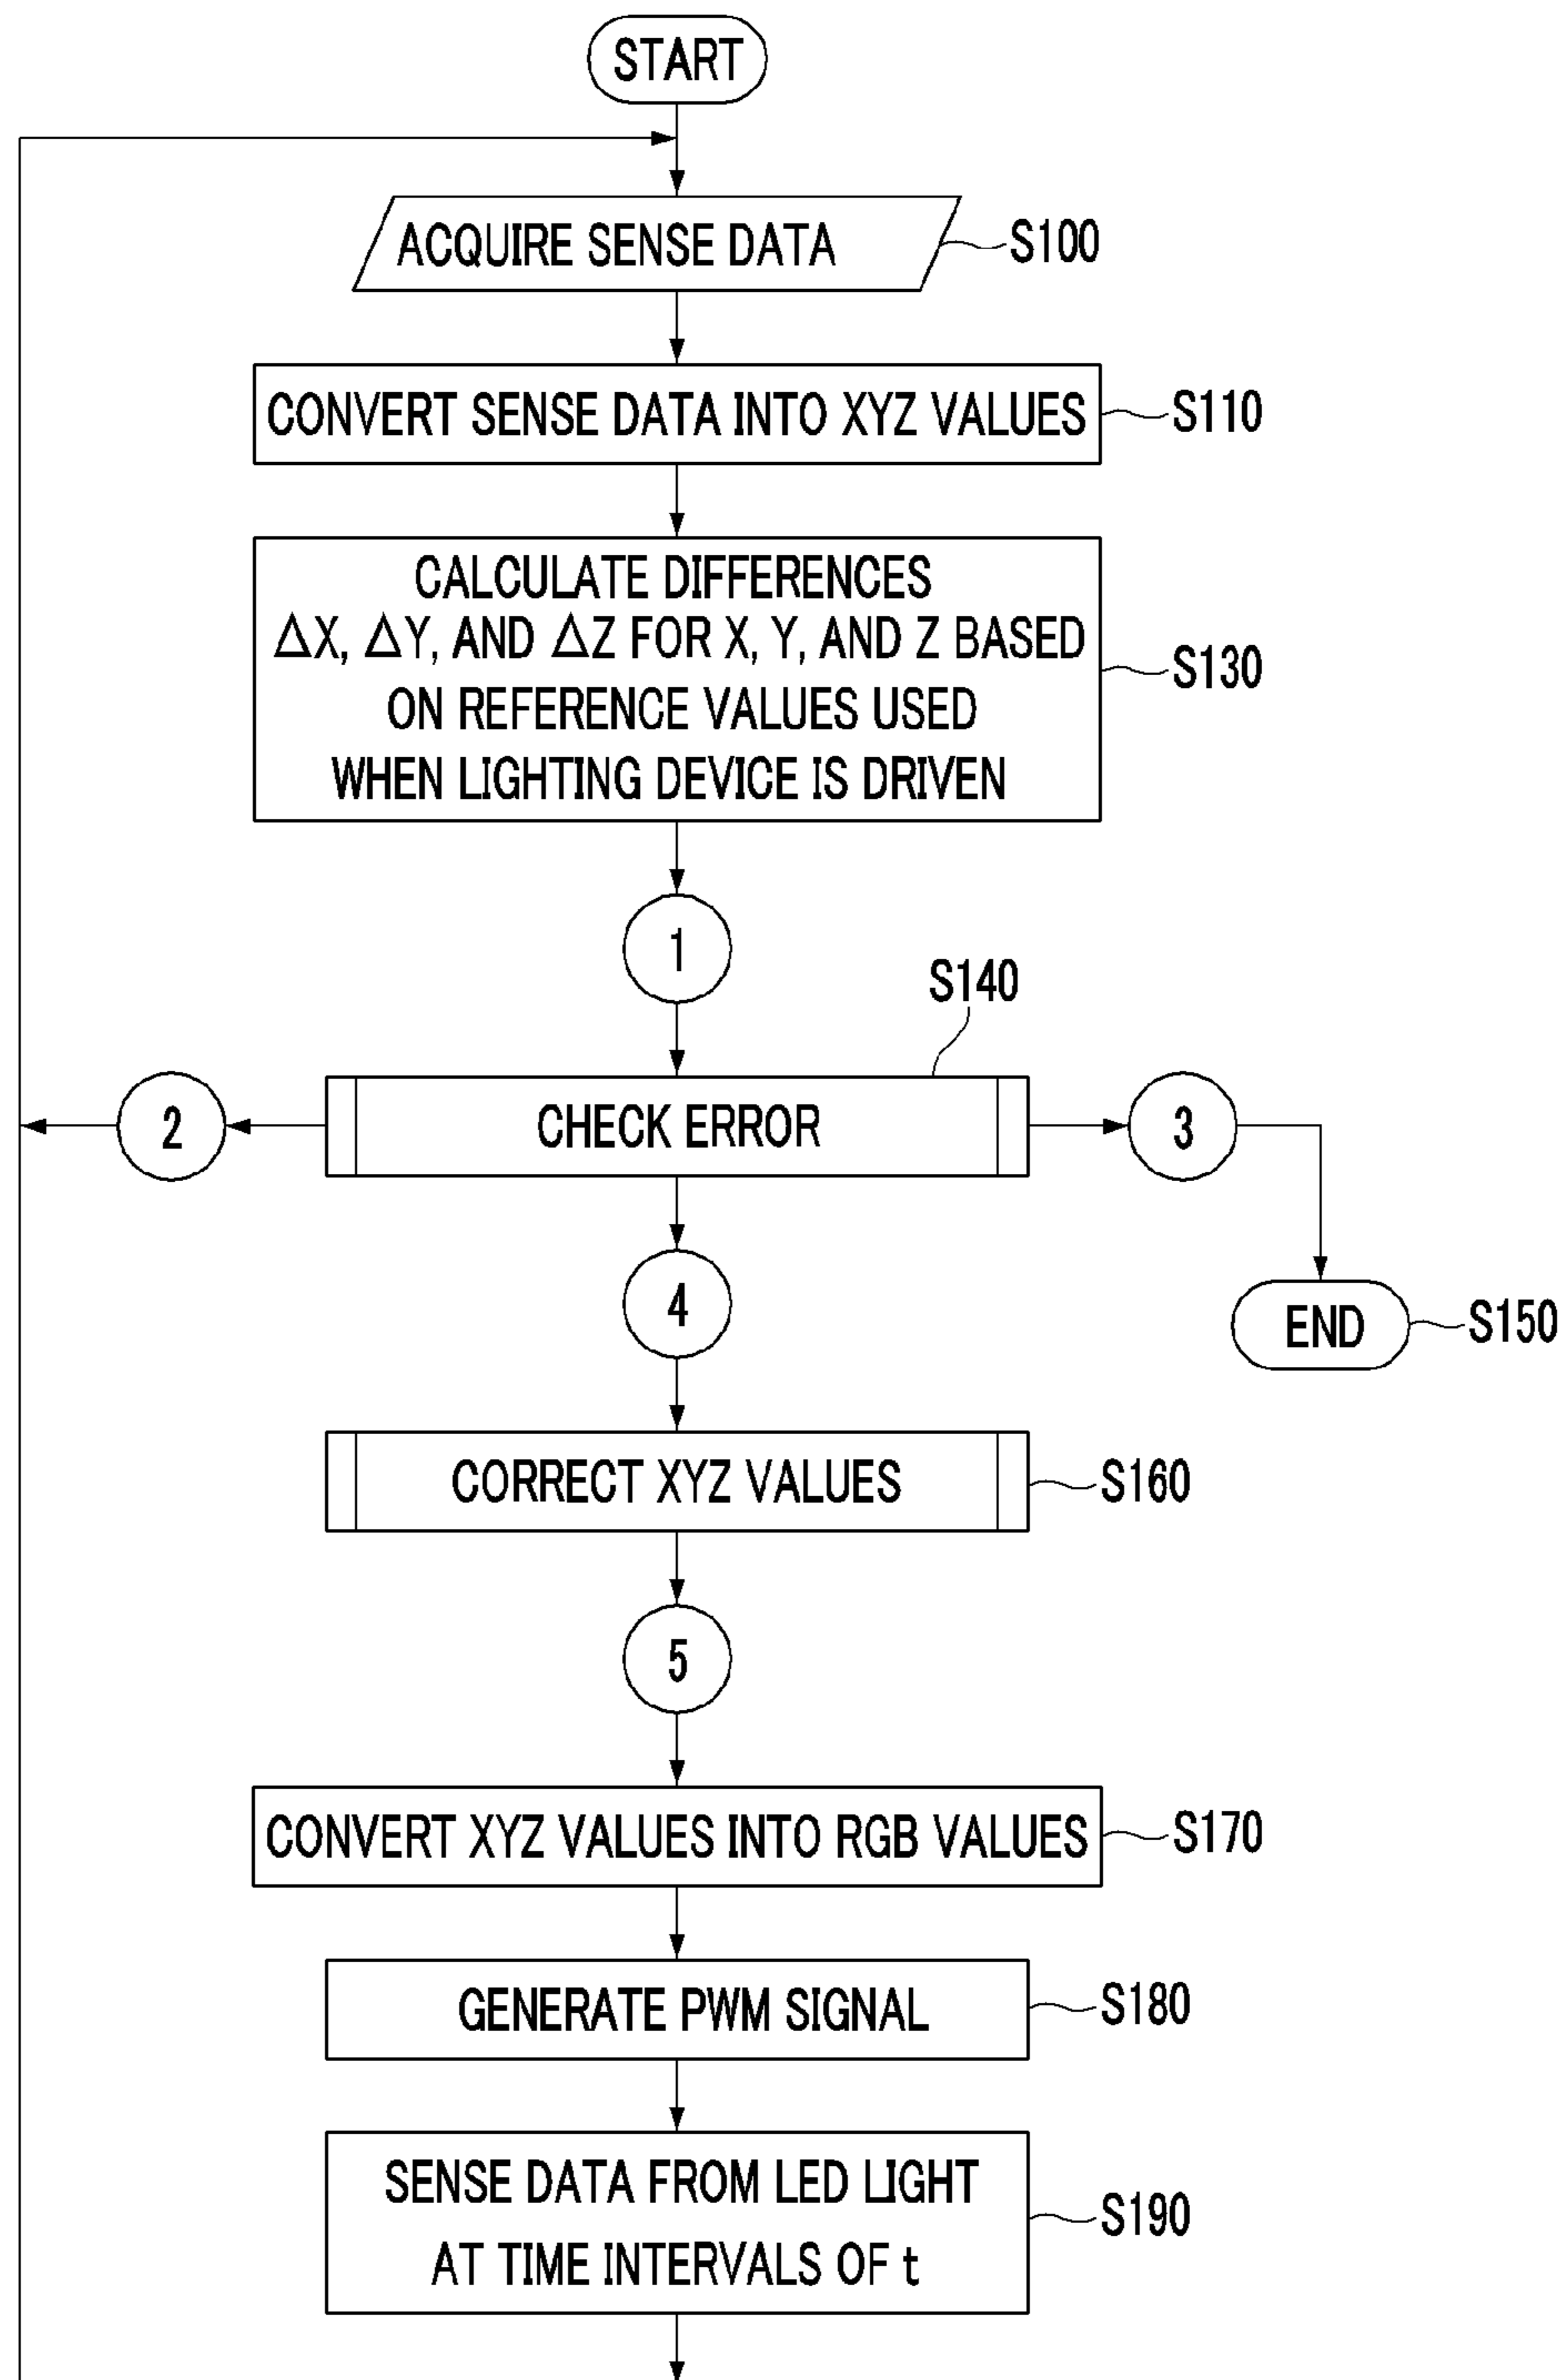 START
ACQUIRE SENSE DATA
S100
CONVERT SENSE DATA INTO XYZ VALUES
S110
CALCULATE DIFFERENCES
ΔX, ΔY, AND ΔZ FOR X, Y, AND Z BASED
ON REFERENCE VALUES USED
WHEN LIGHTING DEVICE IS DRIVEN
S130
1
S140
2
CHECK ERROR
3
4
END
S150
CORRECT XYZ VALUES
S160
5
CONVERT XYZ VALUES INTO RGB VALUES
S170
GENERATE PWM SIGNAL
S180
SENSE DATA FROM LED LIGHT
AT TIME INTERVALS OF t
S190